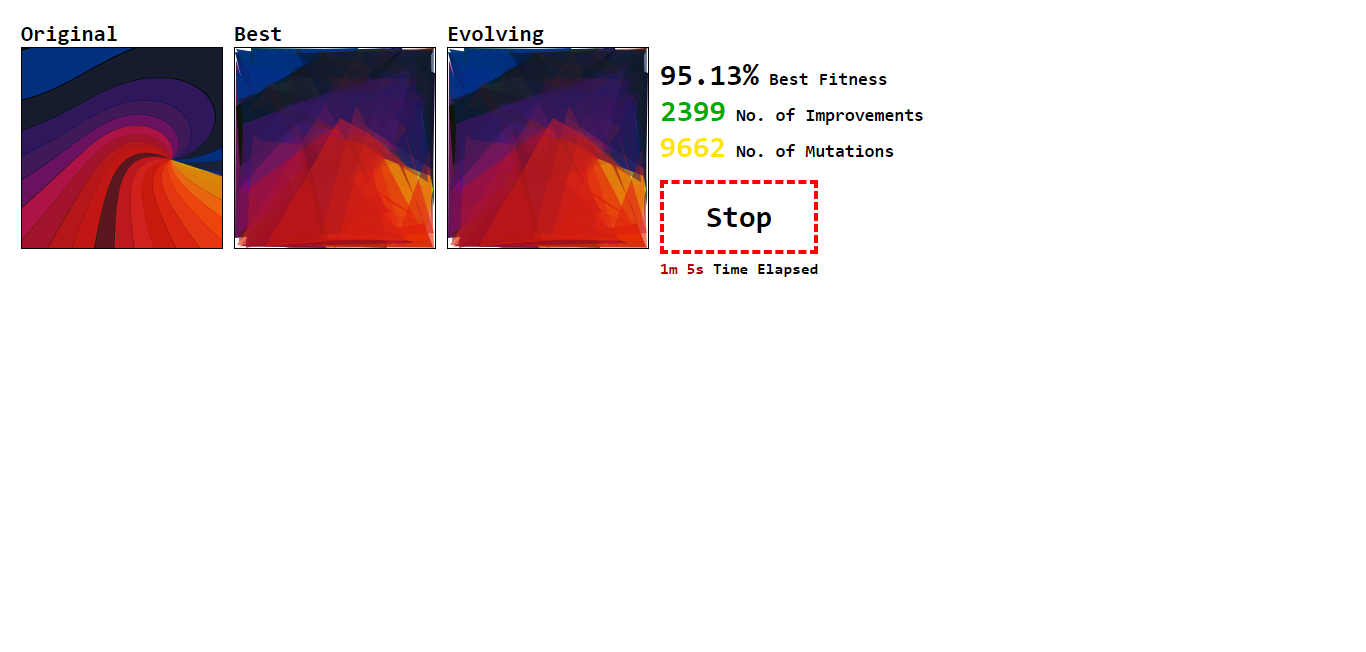 Original
Best
Evolving
95.13% Best Fitness
2399 No. of Improvements
9662 No. of Mutations
Stop
1m 5s Time Elapsed